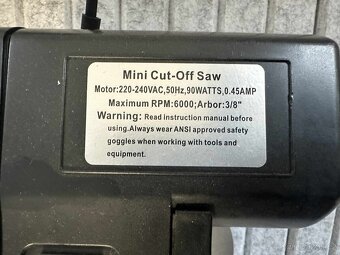 Mini Cut-Off Saw
Motor:220-240VAC,50Hz,90WATTS,0.45AMP
Maximum RPM:6000;Arbor:3/8"
Warning: Read instruction manual before
using.Always wear ANSI approved safety
goggles when working with tools and
equipment.